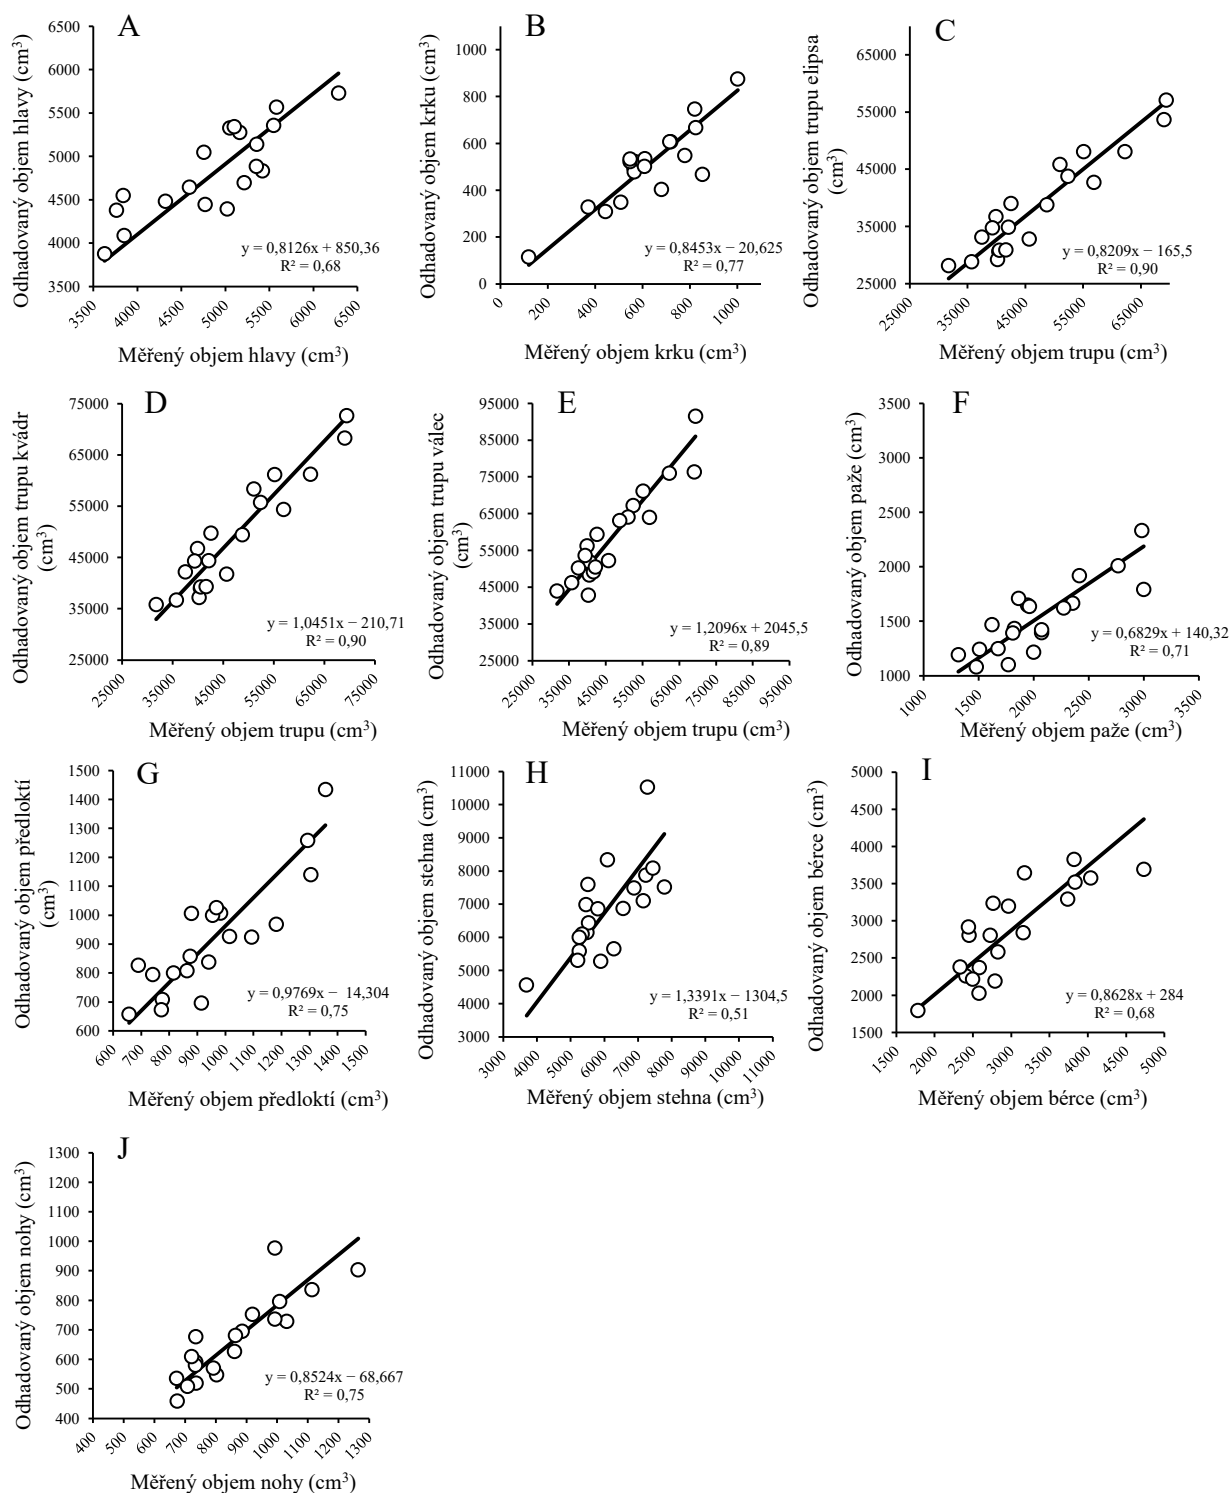 A
Odhadovaný objem hlavy (cm³)
6500
6000
5500
5000
4500
4000
3500
y = 0,8126x + 850,36
R² = 0,68
3500 4000 4500 5000 5500 6000 6500
Měřený objem hlavy (cm³)
B
Odhadovaný objem krku (cm³)
1000
800
600
400
200
0
y = 0,8453x − 20,625
R² = 0,77
0 200 400 600 800 1000
Měřený objem krku (cm³)
C
Odhadovaný objem trupu elipsa
(cm³)
65000
55000
45000
35000
25000
y = 0,8209x − 165,5
R² = 0,90
25000 35000 45000 55000 65000
Měřený objem trupu (cm³)
D
Odhadovaný objem trupu kvádr
(cm³)
75000
65000
55000
45000
35000
25000
y = 1,0451x − 210,71
R² = 0,90
25000 35000 45000 55000 65000 75000
Měřený objem trupu (cm³)
E
Odhadovaný objem trupu válec
(cm³)
95000
85000
75000
65000
55000
45000
35000
25000
y = 1,2096x + 2045,5
R² = 0,89
25000 35000 45000 55000 65000 75000 85000 95000
Měřený objem trupu (cm³)
F
Odhadovaný objem paže (cm³)
3500
3000
2500
2000
1500
1000
y = 0,6829x + 140,32
R² = 0,71
1000 1500 2000 2500 3000 3500
Měřený objem paže (cm³)
G
Odhadovaný objem předloktí
(cm³)
1500
1400
1300
1200
1100
1000
900
800
700
600
y = 0,9769x − 14,304
R² = 0,75
600 700 800 900 1000 1100 1200 1300 1400 1500
Měřený objem předloktí (cm³)
H
Odhadovaný objem stehna (cm³)
11000
10000
9000
8000
7000
6000
5000
4000
3000
y = 1,3391x − 1304,5
R² = 0,51
3000 4000 5000 6000 7000 8000 9000 10000 11000
Měřený objem stehna (cm³)
I
Odhadovaný objem bérce (cm³)
5000
4500
4000
3500
3000
2500
2000
1500
y = 0,8628x + 284
R² = 0,68
1500 2000 2500 3000 3500 4000 4500 5000
Měřený objem bérce (cm³)
J
Odhadovaný objem nohy (cm³)
1300
1200
1100
1000
900
800
700
600
500
400
y = 0,8524x − 68,667
R² = 0,75
400 500 600 700 800 900 1000 1100 1200 1300
Měřený objem nohy (cm³)